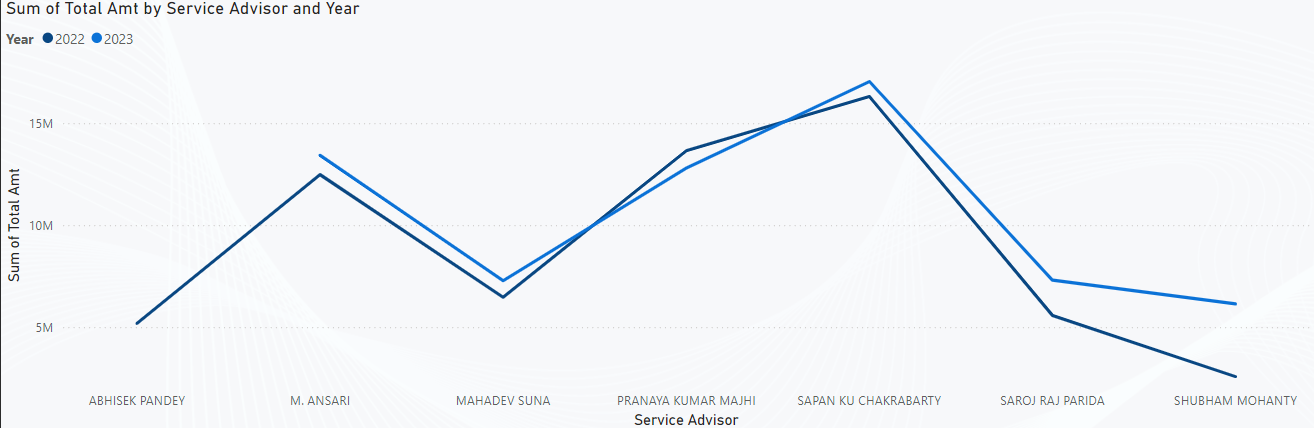 Sum of Total Amt by Service Advisor and Year
Year 2022 2023
15M
10M
5M
Sum of Total Amt
ABHISEK PANDEY M. ANSARI MAHADEV SUNA PRANAYA KUMAR MAJHI SAPAN KU CHAKRABARTY SAROJ RAJ PARIDA SHUBHAM MOHANTY
Service Advisor